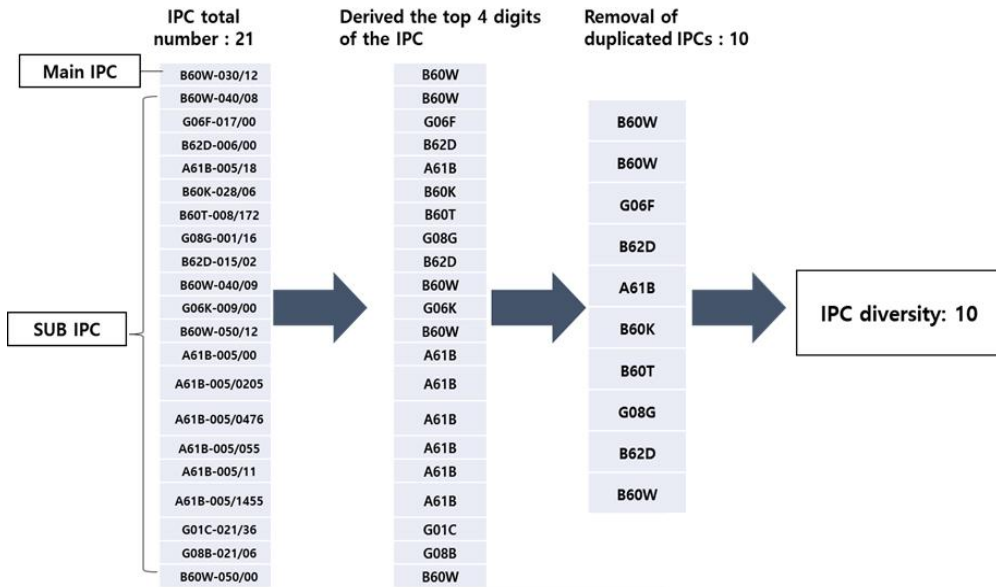 IPC total
number : 21
Derived the top 4 digits
of the IPC
Removal of
duplicated IPCs : 10
Main IPC
SUB IPC
B60W-030/12
B60W-040/08
G06F-017/00
B62D-006/00
A61B-005/18
B60K-028/06
B60T-008/172
G08G-001/16
B62D-015/02
B60W-040/09
G06K-009/00
B60W-050/12
A61B-005/00
A61B-005/0205
A61B-005/0476
A61B-005/055
A61B-005/11
A61B-005/1455
G01C-021/36
G08B-021/06
B60W-050/00
B60W
B60W
G06F
B62D
A61B
B60K
B60T
G08G
B62D
B60W
G06K
B60W
A61B
A61B
A61B
A61B
A61B
A61B
G01C
G08B
B60W
B60W
B60W
G06F
B62D
A61B
B60K
B60T
G08G
B62D
B60W
IPC diversity: 10